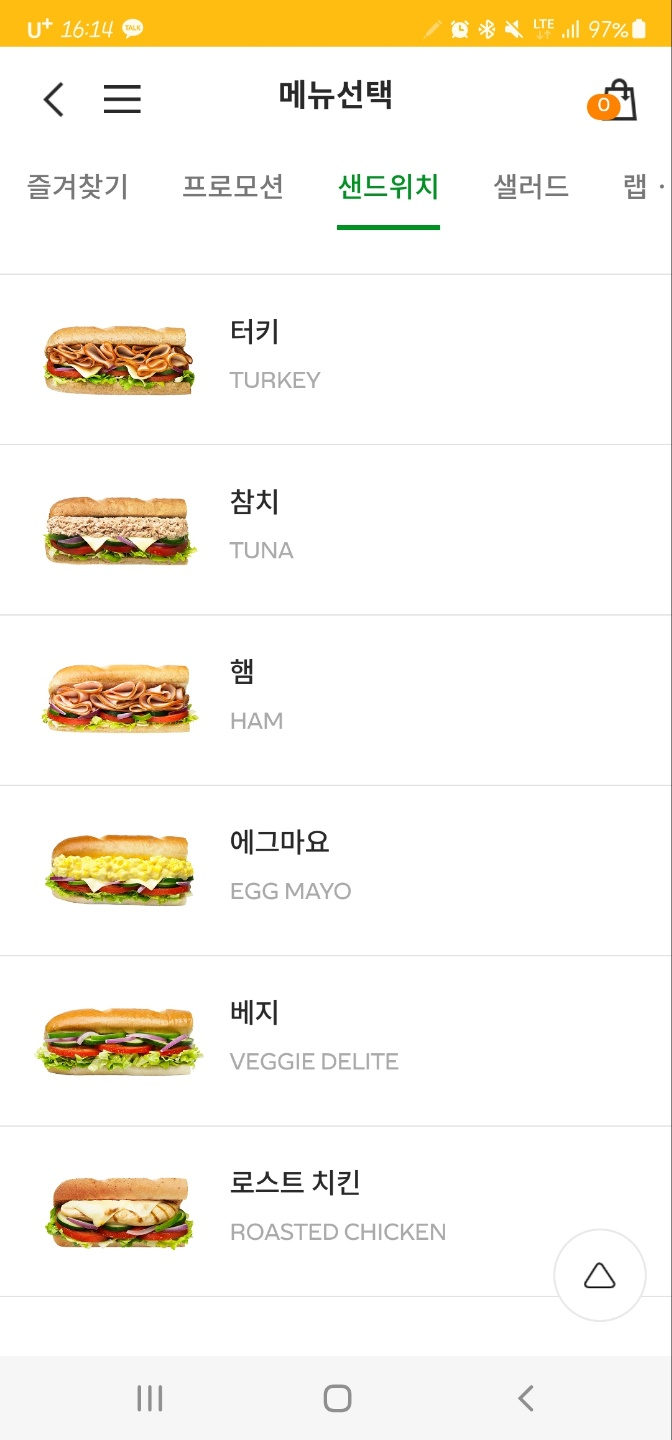 U+ 16:14 TALK LTE 97%
메뉴선택
0
즐겨찾기 프로모션 샌드위치 샐러드 랩 ·
터키
TURKEY
참치
TUNA
햄
HAM
에그마요
EGG MAYO
베지
VEGGIE DELITE
로스트 치킨
ROASTED CHICKEN